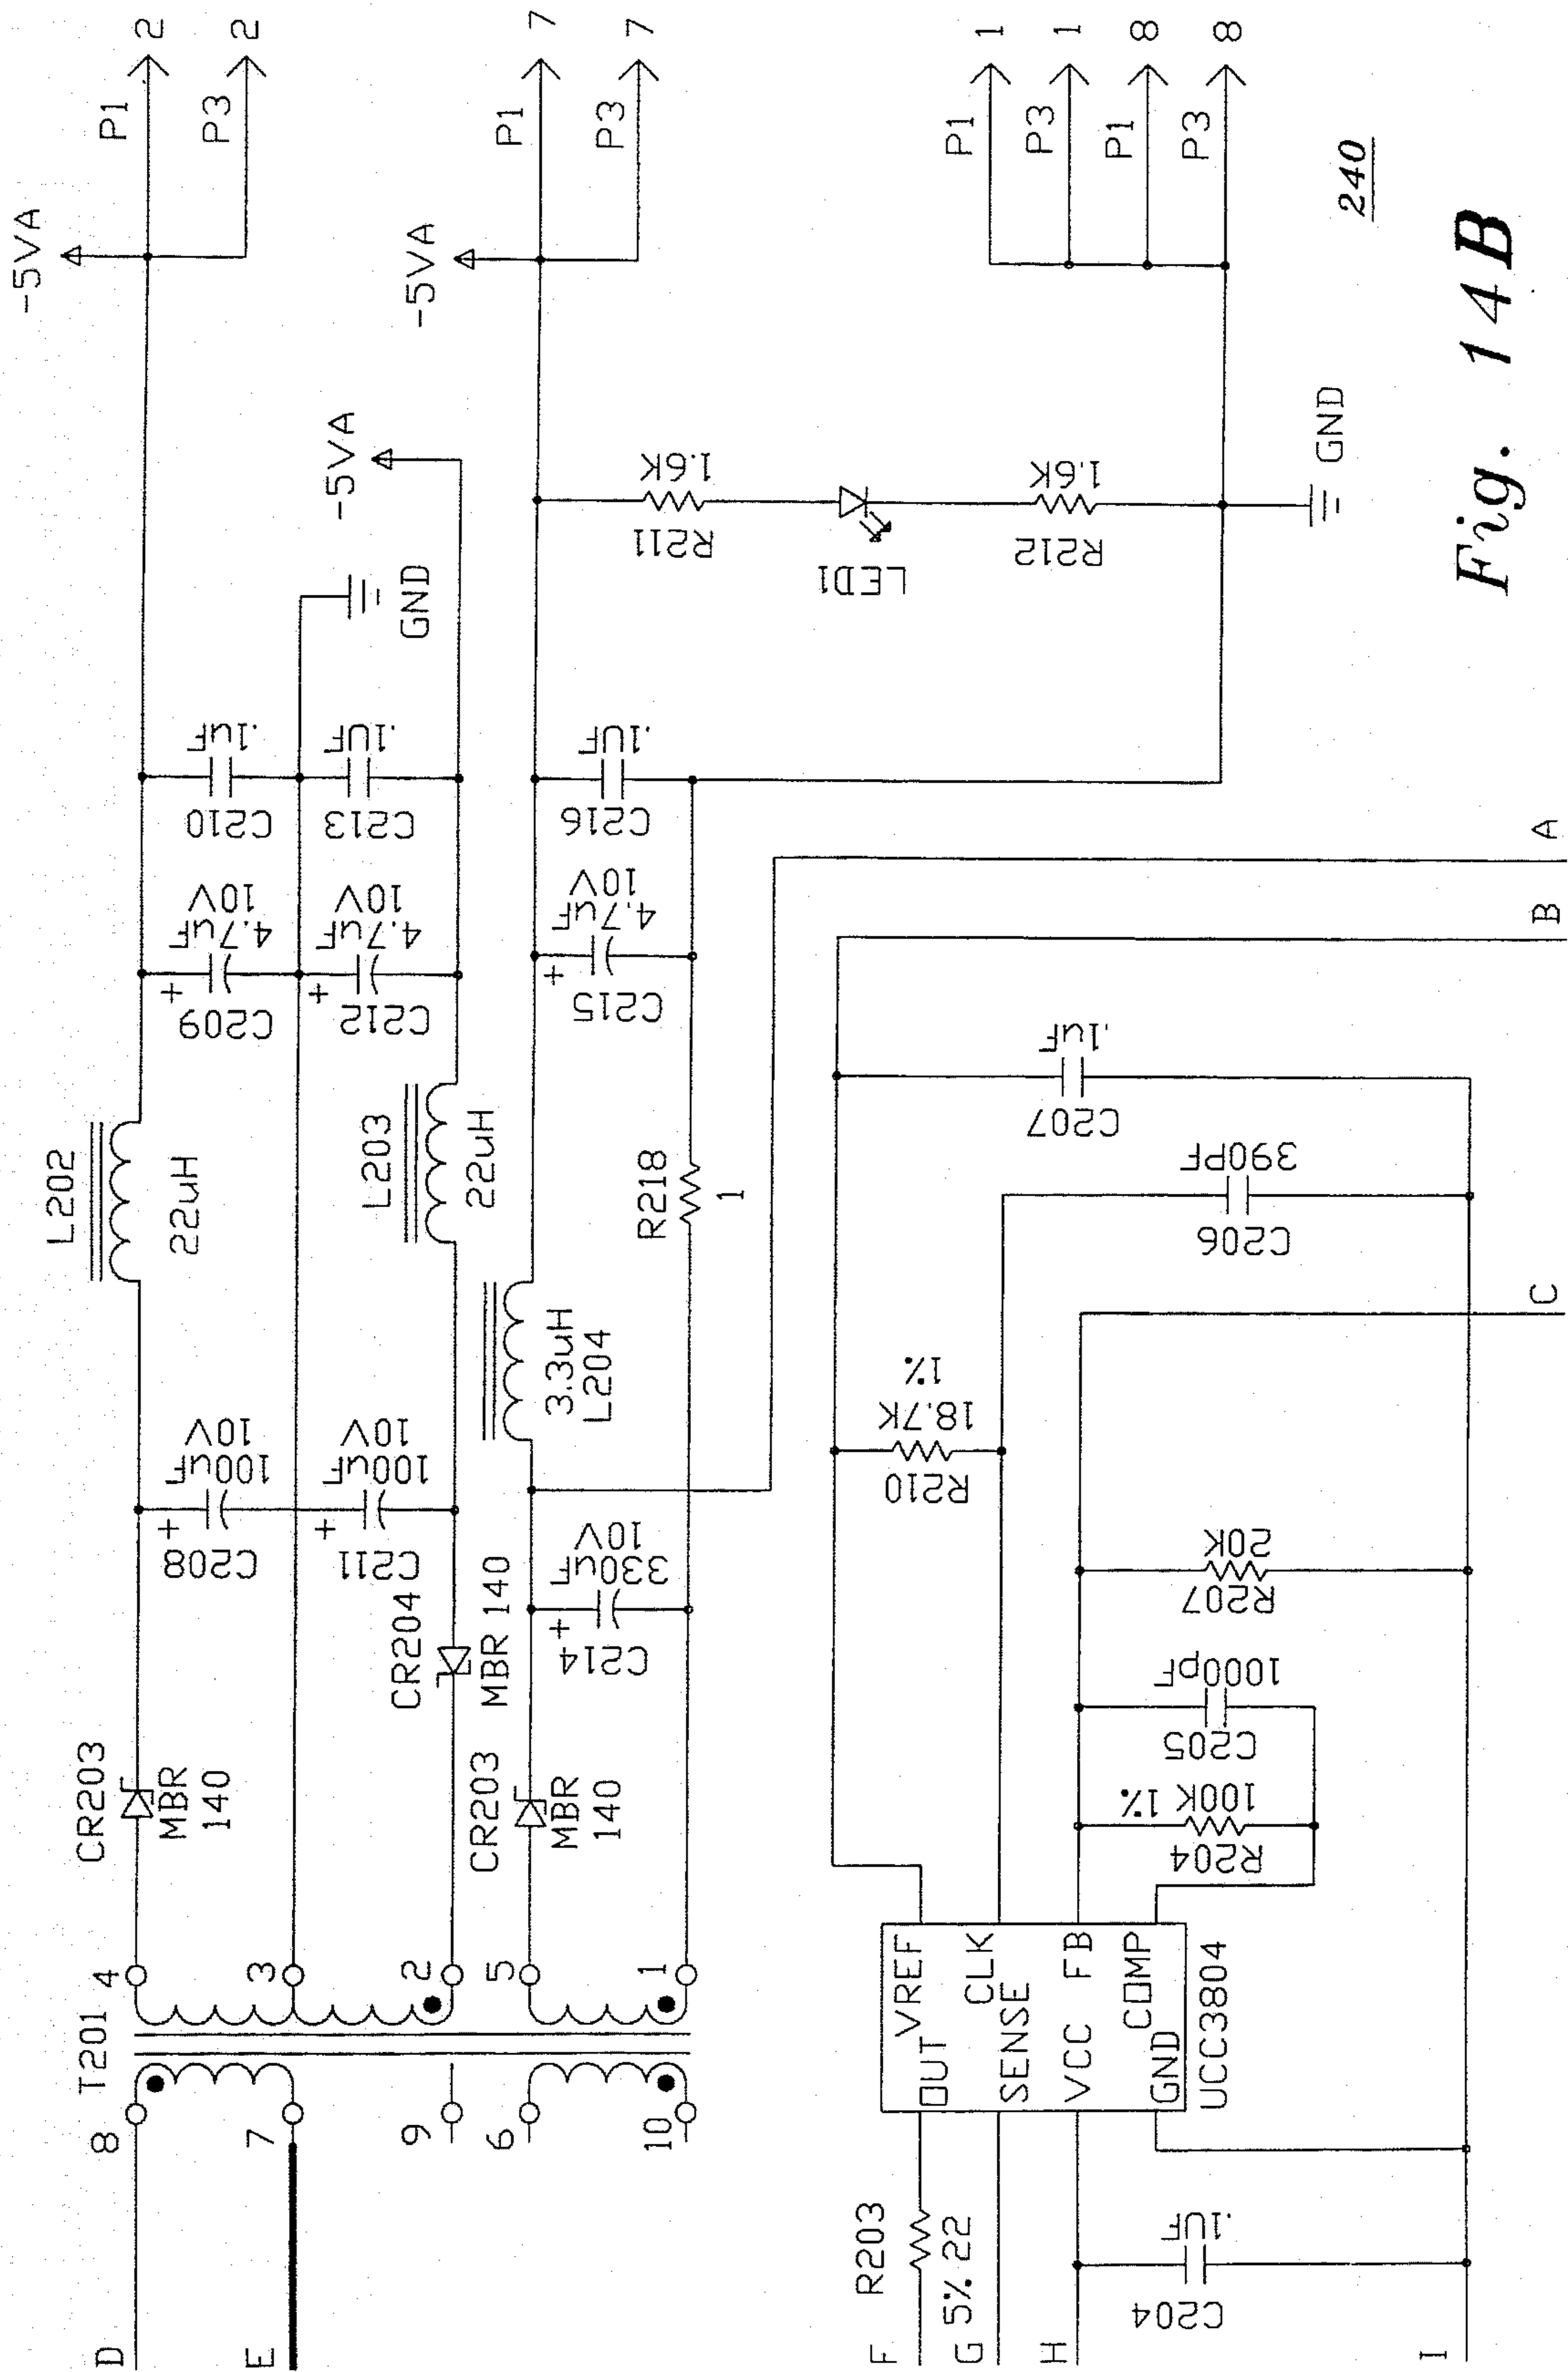 D
8
T201
4
CR203
MBR
140
+
C208
100uF
10V
L202
22uH
+
C209
4.7uF
10V
C210
.1uF
-5VA
P1
2
P3
2
E
7
3
GND
9
2
CR204
MBR 140
+
C211
100uF
10V
L203
22uH
+
C212
4.7uF
10V
C213
.1UF
-5VA
6
5
CR203
MBR
140
+
C214
330uF
10V
3.3uH
L204
+
C215
4.7uF
10V
C216
.1UF
-5VA
P1
7
P3
7
10
1
R218
1
R211
1.6K
LED1
R212
1.6K
GND
P1
1
P3
1
P1
8
P3
8
F
R203
5% 22
G
H
I
OUT
VREF
SENSE
CLK
VCC
FB
GND
COMP
UCC3804
C204
.1UF
R204
100K
1%
C205
1000pF
R207
20K
R210
18.7K
1%
C206
390PF
C207
.1uF
C
B
A
240
Fig. 14B